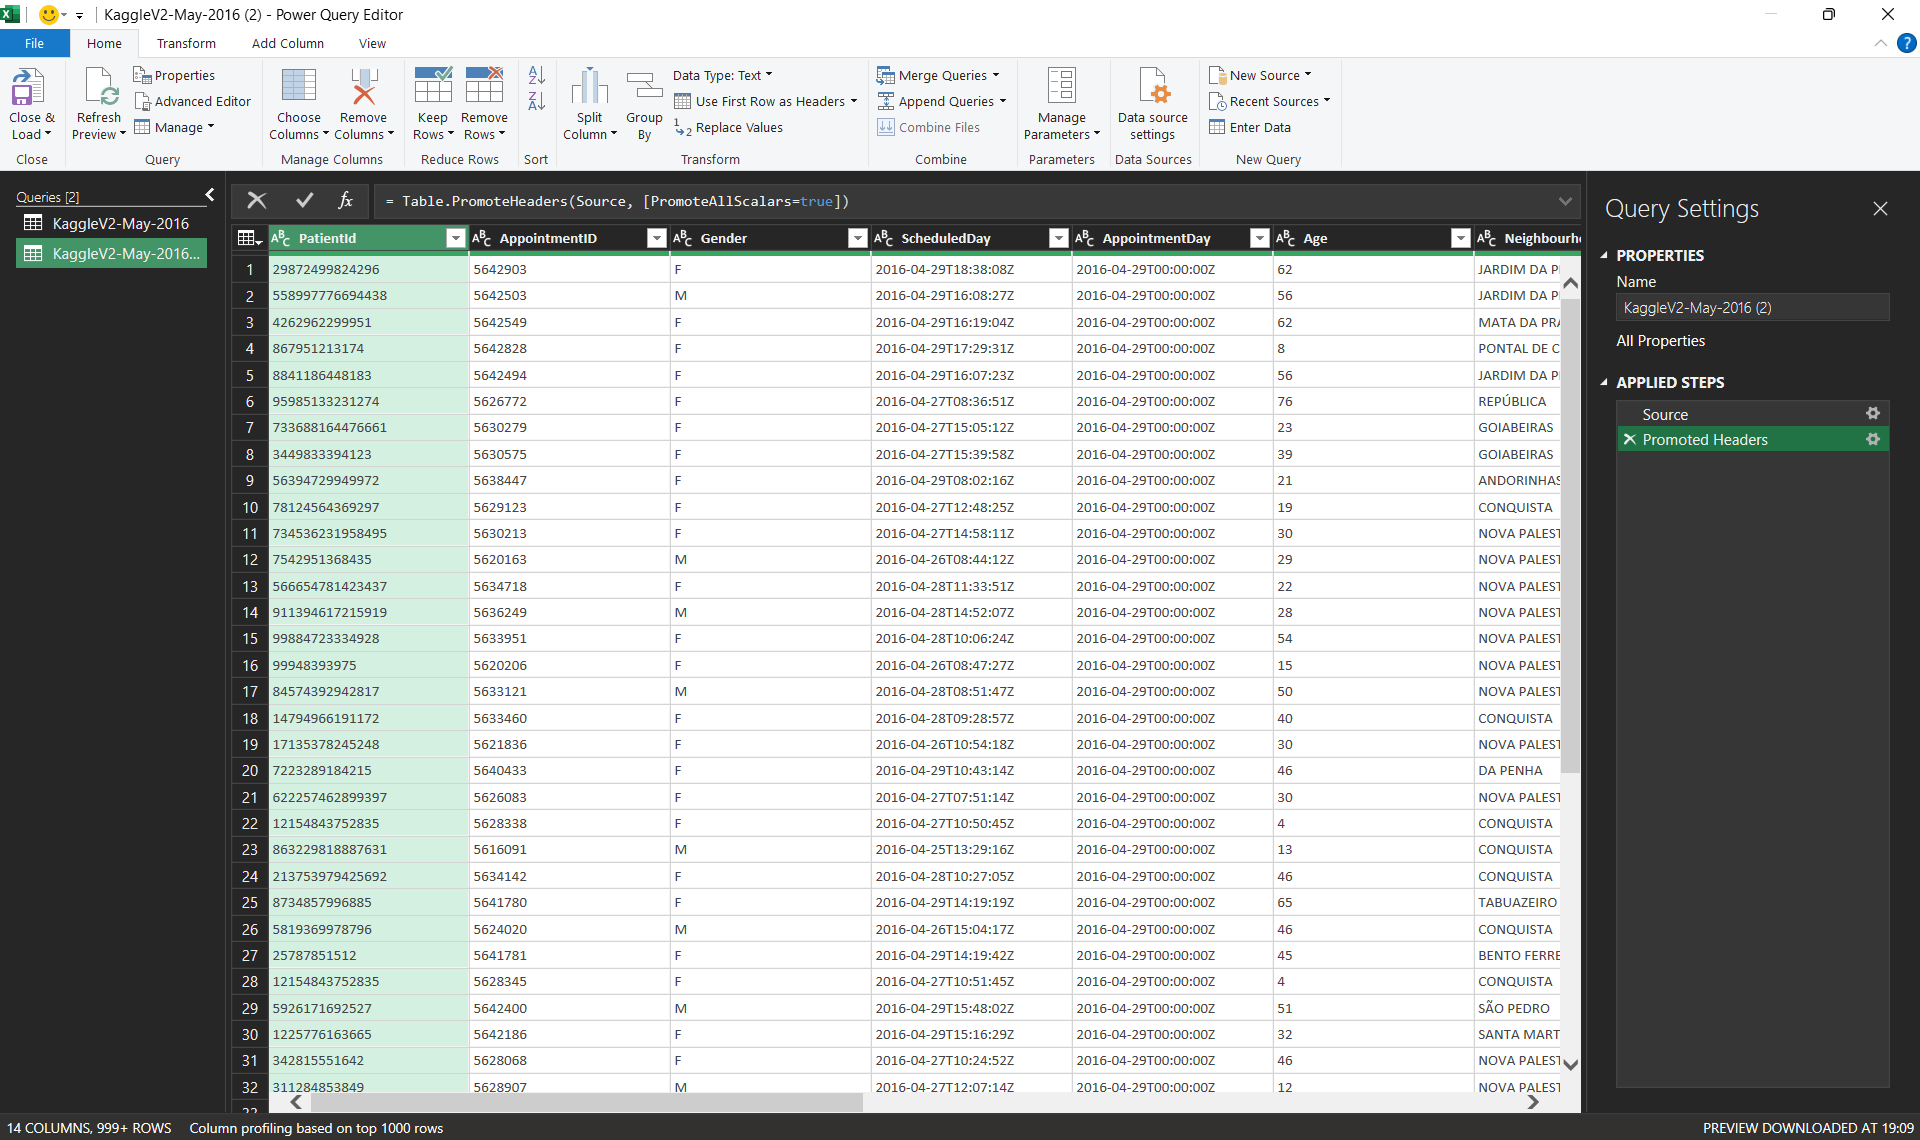 KaggleV2-May-2016 (2) - Power Query Editor
File Home Transform Add Column View
Close & Load
Close
Refresh Preview
Properties
Advanced Editor
Manage
Query
Choose Columns
Remove Columns
Manage Columns
Keep Rows
Remove Rows
Reduce Rows
Sort
Split Column
Group By
Data Type: Text
Use First Row as Headers
Replace Values
Transform
Merge Queries
Append Queries
Combine Files
Combine
Manage Parameters
Parameters
Data source settings
Data Sources
New Source
Recent Sources
Enter Data
New Query
Queries [2]
KaggleV2-May-2016
KaggleV2-May-2016...
fx = Table.PromoteHeaders(Source, [PromoteAllScalars=true])
PatientId AppointmentID Gender ScheduledDay AppointmentDay Age Neighbourho
1 29872499824296 5642903 F 2016-04-29T18:38:08Z 2016-04-29T00:00:00Z 62 JARDIM DA P
2 558997776694438 5642503 M 2016-04-29T16:08:27Z 2016-04-29T00:00:00Z 56 JARDIM DA P
3 4262962299951 5642549 F 2016-04-29T16:19:04Z 2016-04-29T00:00:00Z 62 MATA DA PRA
4 867951213174 5642828 F 2016-04-29T17:29:31Z 2016-04-29T00:00:00Z 8 PONTAL DE C
5 8841186448183 5642494 F 2016-04-29T16:07:23Z 2016-04-29T00:00:00Z 56 JARDIM DA P
6 95985133231274 5626772 F 2016-04-27T08:36:51Z 2016-04-29T00:00:00Z 76 REPÚBLICA
7 733688164476661 5630279 F 2016-04-27T15:05:12Z 2016-04-29T00:00:00Z 23 GOIABEIRAS
8 3449833394123 5630575 F 2016-04-27T15:39:58Z 2016-04-29T00:00:00Z 39 GOIABEIRAS
9 56394729949972 5638447 F 2016-04-29T08:02:16Z 2016-04-29T00:00:00Z 21 ANDORINHAS
10 78124564369297 5629123 F 2016-04-27T12:48:25Z 2016-04-29T00:00:00Z 19 CONQUISTA
11 734536231958495 5630213 F 2016-04-27T14:58:11Z 2016-04-29T00:00:00Z 30 NOVA PALEST
12 7542951368435 5620163 M 2016-04-26T08:44:12Z 2016-04-29T00:00:00Z 29 NOVA PALEST
13 566654781423437 5634718 F 2016-04-28T11:33:51Z 2016-04-29T00:00:00Z 22 NOVA PALEST
14 911394617215919 5636249 M 2016-04-28T14:52:07Z 2016-04-29T00:00:00Z 28 NOVA PALEST
15 99884723334928 5633951 F 2016-04-28T10:06:24Z 2016-04-29T00:00:00Z 54 NOVA PALEST
16 99948393975 5620206 F 2016-04-26T08:47:27Z 2016-04-29T00:00:00Z 15 NOVA PALEST
17 84574392942817 5633121 M 2016-04-28T08:51:47Z 2016-04-29T00:00:00Z 50 NOVA PALEST
18 14794966191172 5633460 F 2016-04-28T09:28:57Z 2016-04-29T00:00:00Z 40 CONQUISTA
19 17135378245248 5621836 F 2016-04-26T10:54:18Z 2016-04-29T00:00:00Z 30 NOVA PALEST
20 7223289184215 5640433 F 2016-04-29T10:43:14Z 2016-04-29T00:00:00Z 46 DA PENHA
21 622257462899397 5626083 F 2016-04-27T07:51:14Z 2016-04-29T00:00:00Z 30 NOVA PALEST
22 12154843752835 5628338 F 2016-04-27T10:50:45Z 2016-04-29T00:00:00Z 4 CONQUISTA
23 863229818887631 5616091 M 2016-04-25T13:29:16Z 2016-04-29T00:00:00Z 13 CONQUISTA
24 213753979425692 5634142 F 2016-04-28T10:27:05Z 2016-04-29T00:00:00Z 46 CONQUISTA
25 8734857996885 5641780 F 2016-04-29T14:19:19Z 2016-04-29T00:00:00Z 65 TABUAZEIRO
26 5819369978796 5624020 M 2016-04-26T15:04:17Z 2016-04-29T00:00:00Z 46 CONQUISTA
27 25787851512 5641781 F 2016-04-29T14:19:42Z 2016-04-29T00:00:00Z 45 BENTO FERRE
28 12154843752835 5628345 F 2016-04-27T10:51:45Z 2016-04-29T00:00:00Z 4 CONQUISTA
29 5926171692527 5642400 M 2016-04-29T15:48:02Z 2016-04-29T00:00:00Z 51 SÃO PEDRO
30 1225776163665 5642186 F 2016-04-29T15:16:29Z 2016-04-29T00:00:00Z 32 SANTA MART
31 342815551642 5628068 F 2016-04-27T10:24:52Z 2016-04-29T00:00:00Z 46 NOVA PALEST
32 311284853849 5628907 M 2016-04-27T12:07:14Z 2016-04-29T00:00:00Z 12 NOVA PALEST
Query Settings
PROPERTIES
Name
KaggleV2-May-2016 (2)
All Properties
APPLIED STEPS
Source
Promoted Headers
14 COLUMNS, 999+ ROWS Column profiling based on top 1000 rows PREVIEW DOWNLOADED AT 19:09